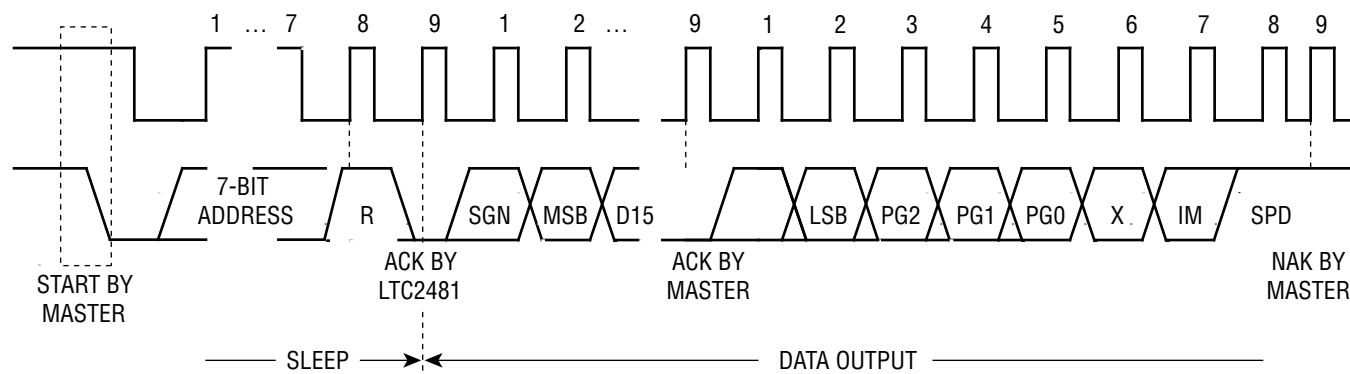 1 ... 7 8 9 1 2 ... 9 1 2 3 4 5 6 7 8 9
7-BIT
ADDRESS
R SGN MSB D15 LSB PG2 PG1 PG0 X IM SPD
START BY
MASTER
ACK BY
LTC2481
ACK BY
MASTER
NAK BY
MASTER
SLEEP DATA OUTPUT